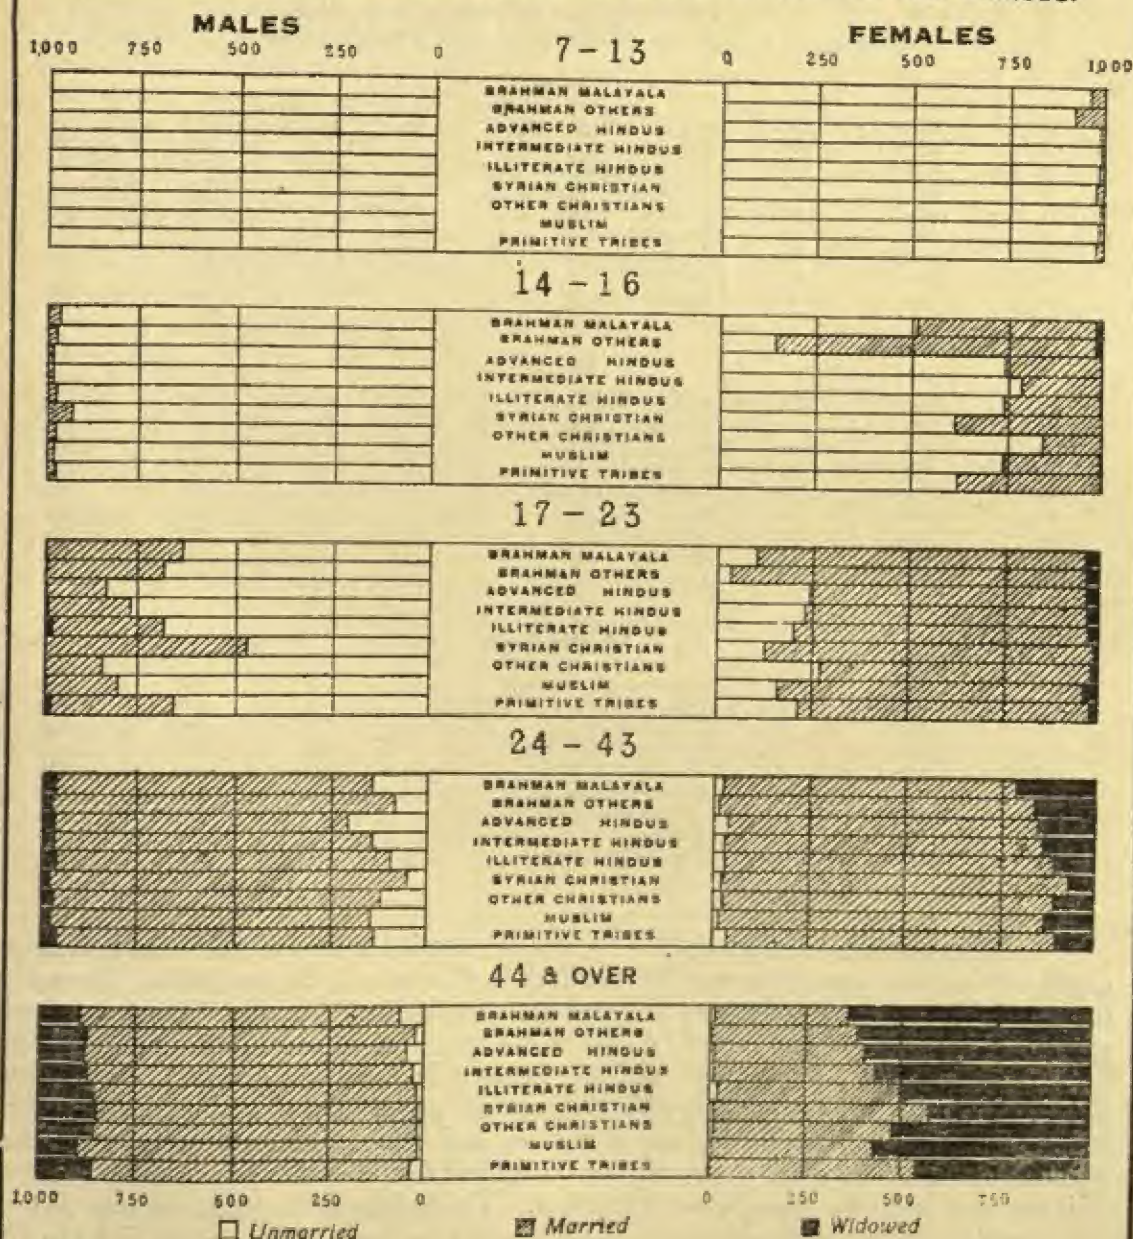 MALES FEMALES
1,000 750 500 250 0 7-13 0 250 500 750 1,000
BRAHMAN MALAYALA
BRAHMAN OTHERS
ADVANCED HINDUS
INTERMEDIATE HINDUS
ILLITERATE HINDUS
SYRIAN CHRISTIAN
OTHER CHRISTIANS
MUSLIM
PRIMITIVE TRIBES
14-16
BRAHMAN MALAYALA
BRAHMAN OTHERS
ADVANCED HINDUS
INTERMEDIATE HINDUS
ILLITERATE HINDUS
SYRIAN CHRISTIAN
OTHER CHRISTIANS
MUSLIM
PRIMITIVE TRIBES
17-23
BRAHMAN MALAYALA
BRAHMAN OTHERS
ADVANCED HINDUS
INTERMEDIATE HINDUS
ILLITERATE HINDUS
SYRIAN CHRISTIAN
OTHER CHRISTIANS
MUSLIM
PRIMITIVE TRIBES
24-43
BRAHMAN MALAYALA
BRAHMAN OTHERS
ADVANCED HINDUS
INTERMEDIATE HINDUS
ILLITERATE HINDUS
SYRIAN CHRISTIAN
OTHER CHRISTIANS
MUSLIM
PRIMITIVE TRIBES
44 & OVER
BRAHMAN MALAYALA
BRAHMAN OTHERS
ADVANCED HINDUS
INTERMEDIATE HINDUS
ILLITERATE HINDUS
SYRIAN CHRISTIAN
OTHER CHRISTIANS
MUSLIM
PRIMITIVE TRIBES
1000 750 500 250 0 0 250 500 750
Unmarried Married Widowed